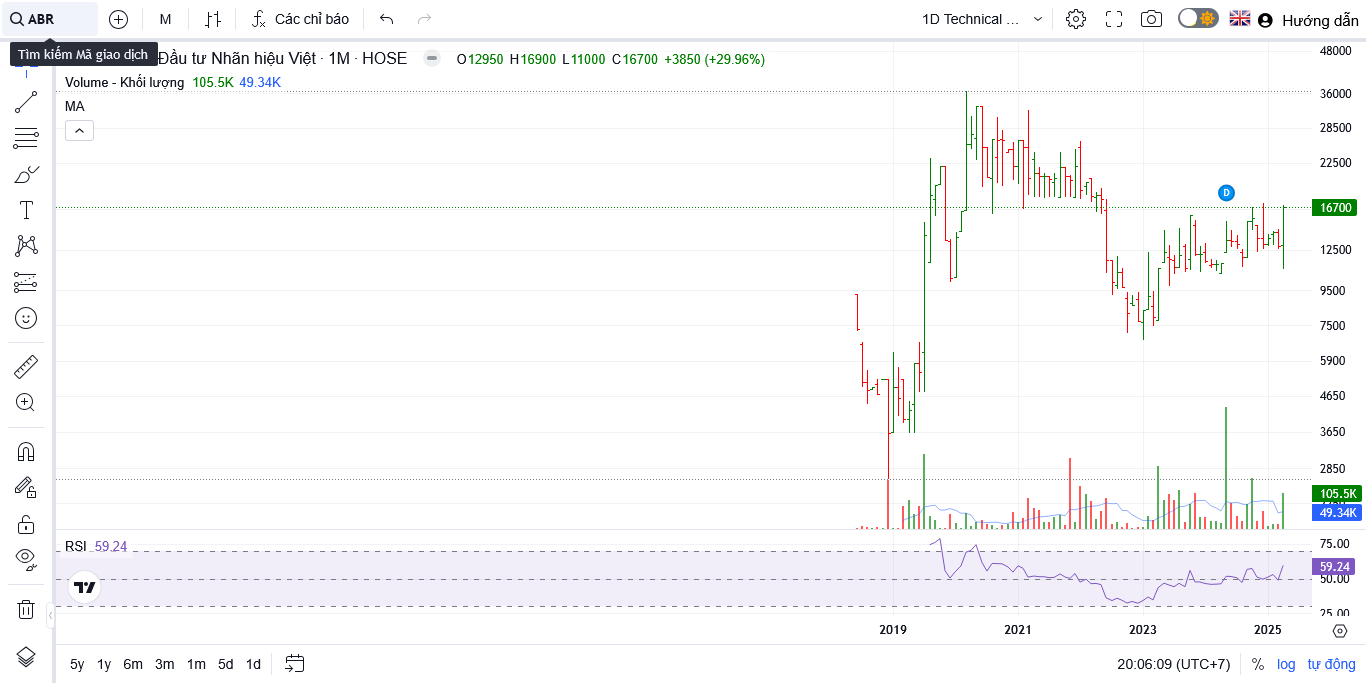 ABR
M
Các chỉ báo
1D Technical ...
Hướng dẫn
Tìm kiếm Mã giao dịch
Đầu tư Nhãn hiệu Việt · 1M · HOSE
O12950 H16900 L11000 C16700 +3850 (+29.96%)
Volume - Khối lượng 105.5K 49.34K
MA
48000
36000
28500
22500
D
16700
12500
9500
7500
5900
4650
3650
2850
105.5K
49.34K
RSI 59.24
75.00
59.24
50.00
25.00
2019
2021
2023
2025
5y 1y 6m 3m 1m 5d 1d
20:06:09 (UTC+7)
% log tự động